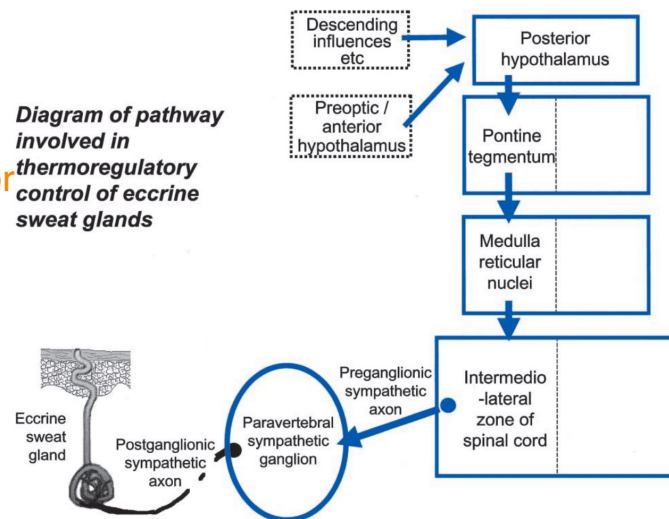 Descending
influences
etc
Posterior
hypothalamus
Diagram of pathway
involved in
thermoregulatory
control of eccrine
sweat glands
or
Preoptic /
anterior
hypothalamus
Pontine
tegmentum
Medulla
reticular
nuclei
Preganglionic
sympathetic
axon
Intermedio
-lateral
zone of
spinal cord
Eccrine
sweat
gland
Postganglionic
sympathetic
axon
Paravertebral
sympathetic
ganglion